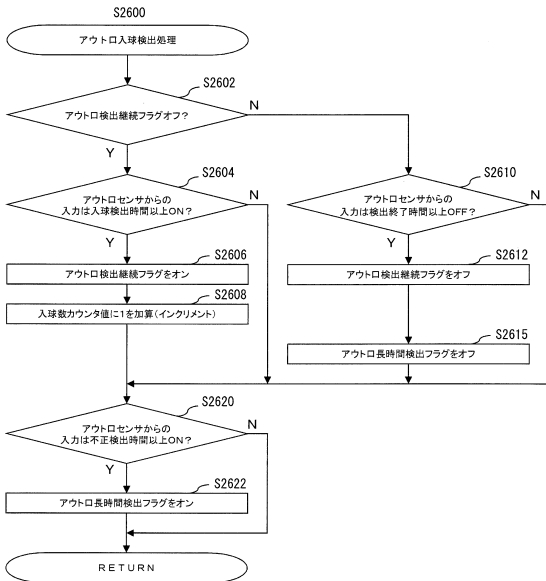 S2600
アウトロ入球検出処理
S2602
アウトロ検出継続フラグオフ?
N
Y
S2604
アウトロセンサからの
入力は入球検出時間以上ON?
N
Y
S2610
アウトロセンサからの
入力は検出終了時間以上OFF?
N
Y
S2606
アウトロ検出継続フラグをオン
S2612
アウトロ検出継続フラグをオフ
S2608
入球数カウンタ値に1を加算(インクリメント)
S2615
アウトロ長時間検出フラグをオフ
S2620
アウトロセンサからの
入力は不正検出時間以上ON?
N
Y
S2622
アウトロ長時間検出フラグをオン
RETURN